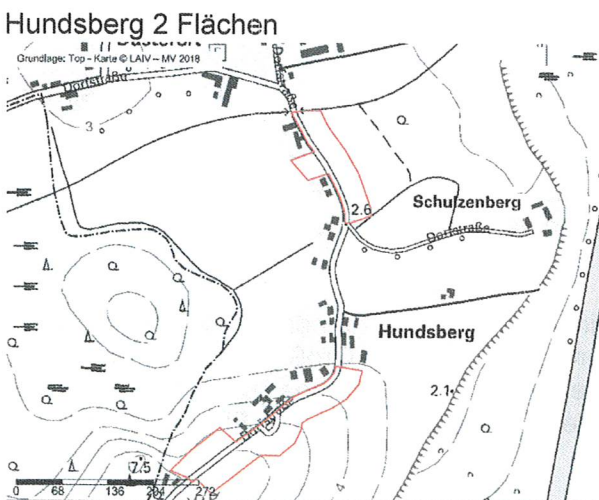 Hundsberg 2 Flächen
Grundlage: Top - Karte © LAIV – MV 2018
Dorfstraße
3
2.6
Schulzenberg
Dorfstraße
Hundsberg
2.1
4
7.5
0 68 136 204 272